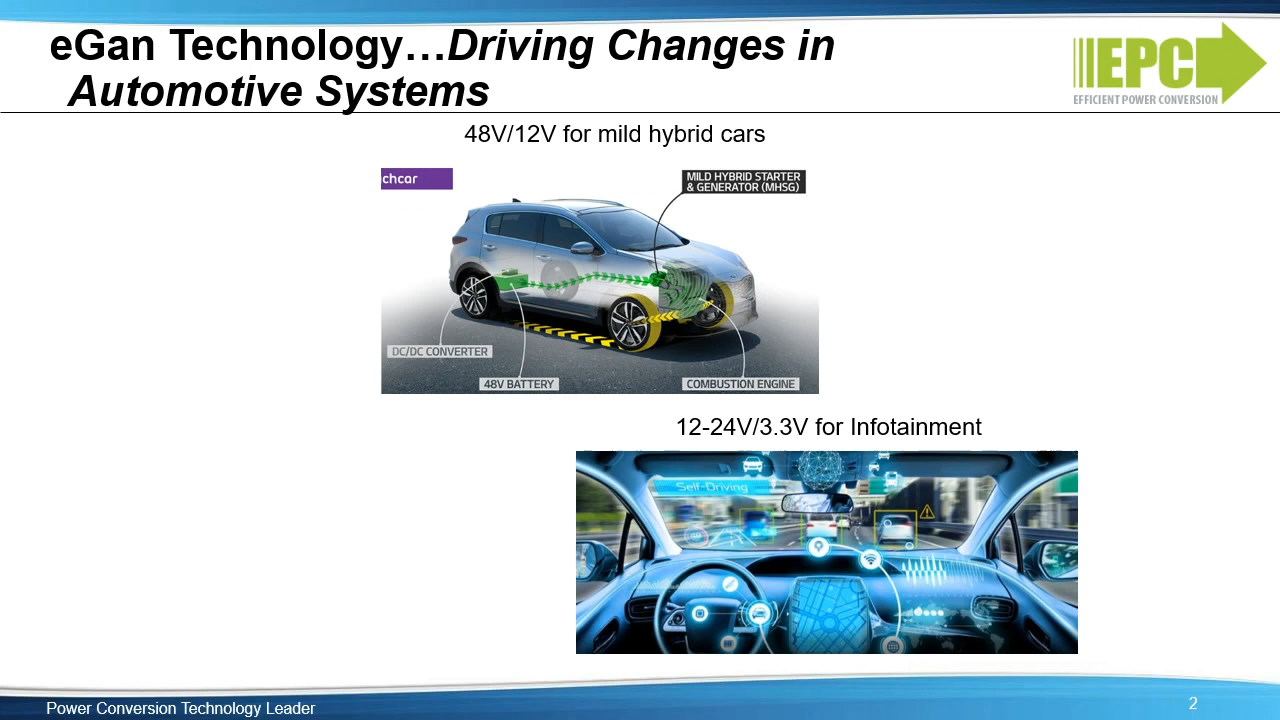 eGan Technology…Driving Changes in
Automotive Systems
EPC
EFFICIENT POWER CONVERSION
48V/12V for mild hybrid cars
chcar
MILD HYBRID STARTER
& GENERATOR (MHSG)
DC/DC CONVERTER
48V BATTERY
COMBUSTION ENGINE
12-24V/3.3V for Infotainment
Self-Driving
Power Conversion Technology Leader
2